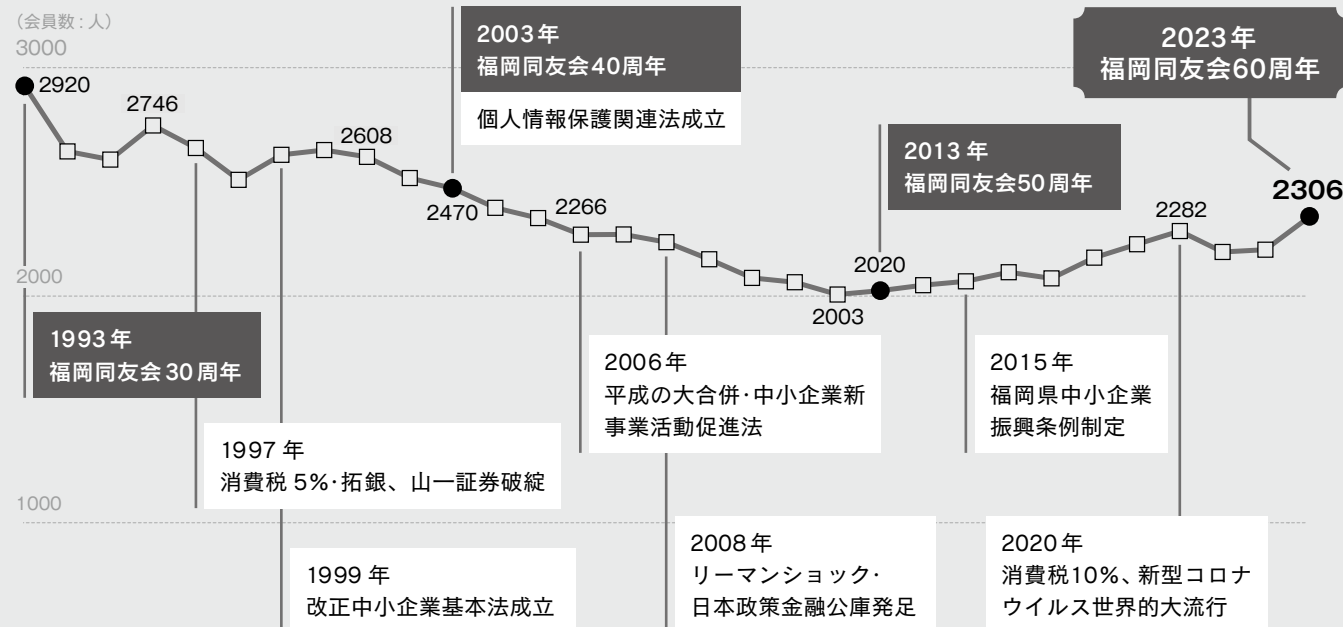 （会員数：人）
3000
2920
2746
2608
2003年
福岡同友会40周年
個人情報保護関連法成立
2470
2266
2013年
福岡同友会50周年
2023年
福岡同友会60周年
2306
2282
2020
2003
2000
1993年
福岡同友会30周年
1997年
消費税5%･拓銀、山一証券破綻
2006年
平成の大合併･中小企業新
事業活動促進法
2015年
福岡県中小企業
振興条例制定
1000
1999年
改正中小企業基本法成立
2008年
リーマンショック･
日本政策金融公庫発足
2020年
消費税10%、新型コロナ
ウイルス世界的大流行